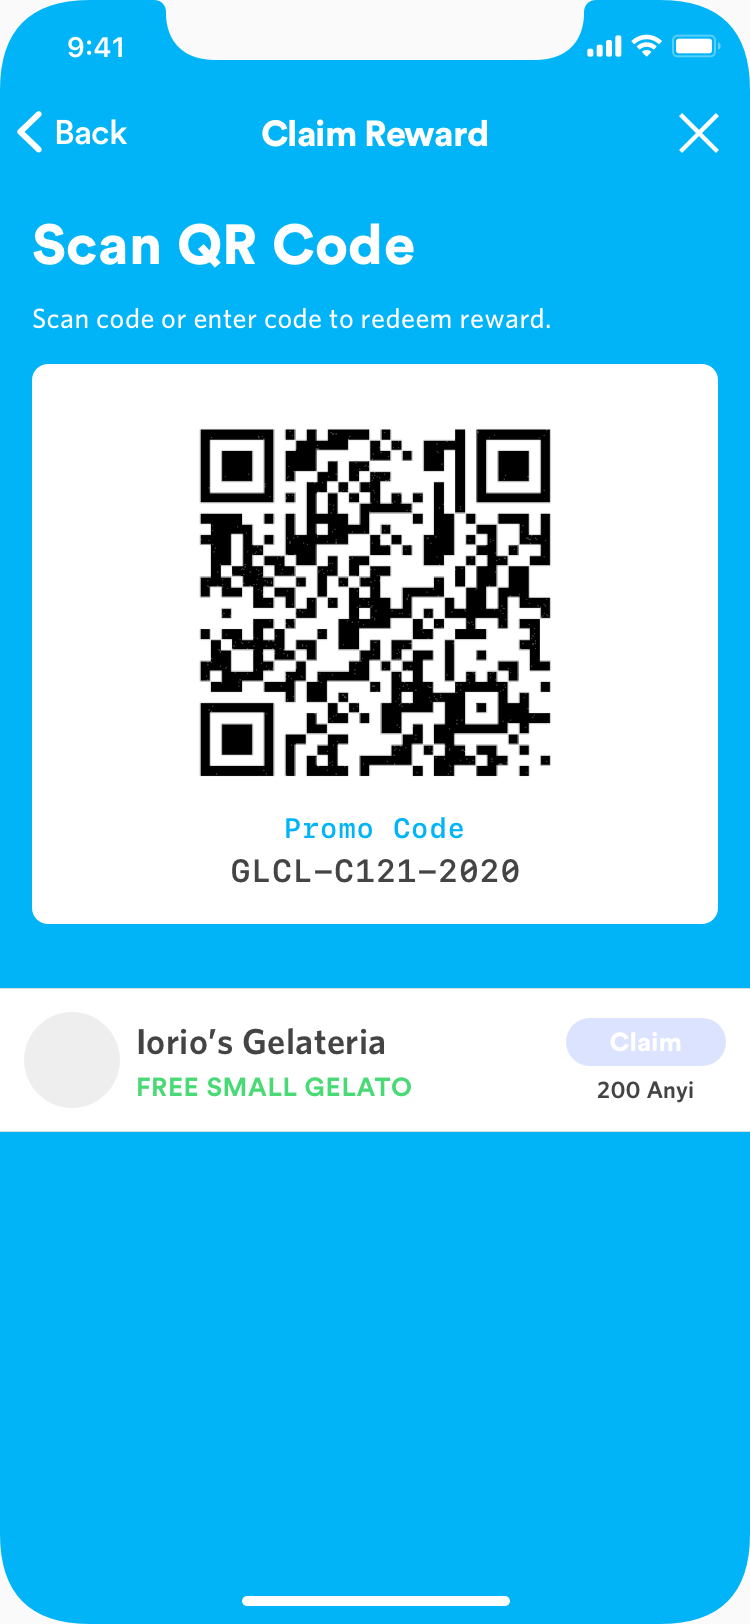 9:41
Back
Claim Reward
Scan QR Code
Scan code or enter code to redeem reward.
Promo Code
GLCL-C121-2020
Iorio’s Gelateria
Claim
FREE SMALL GELATO
200 Anyi